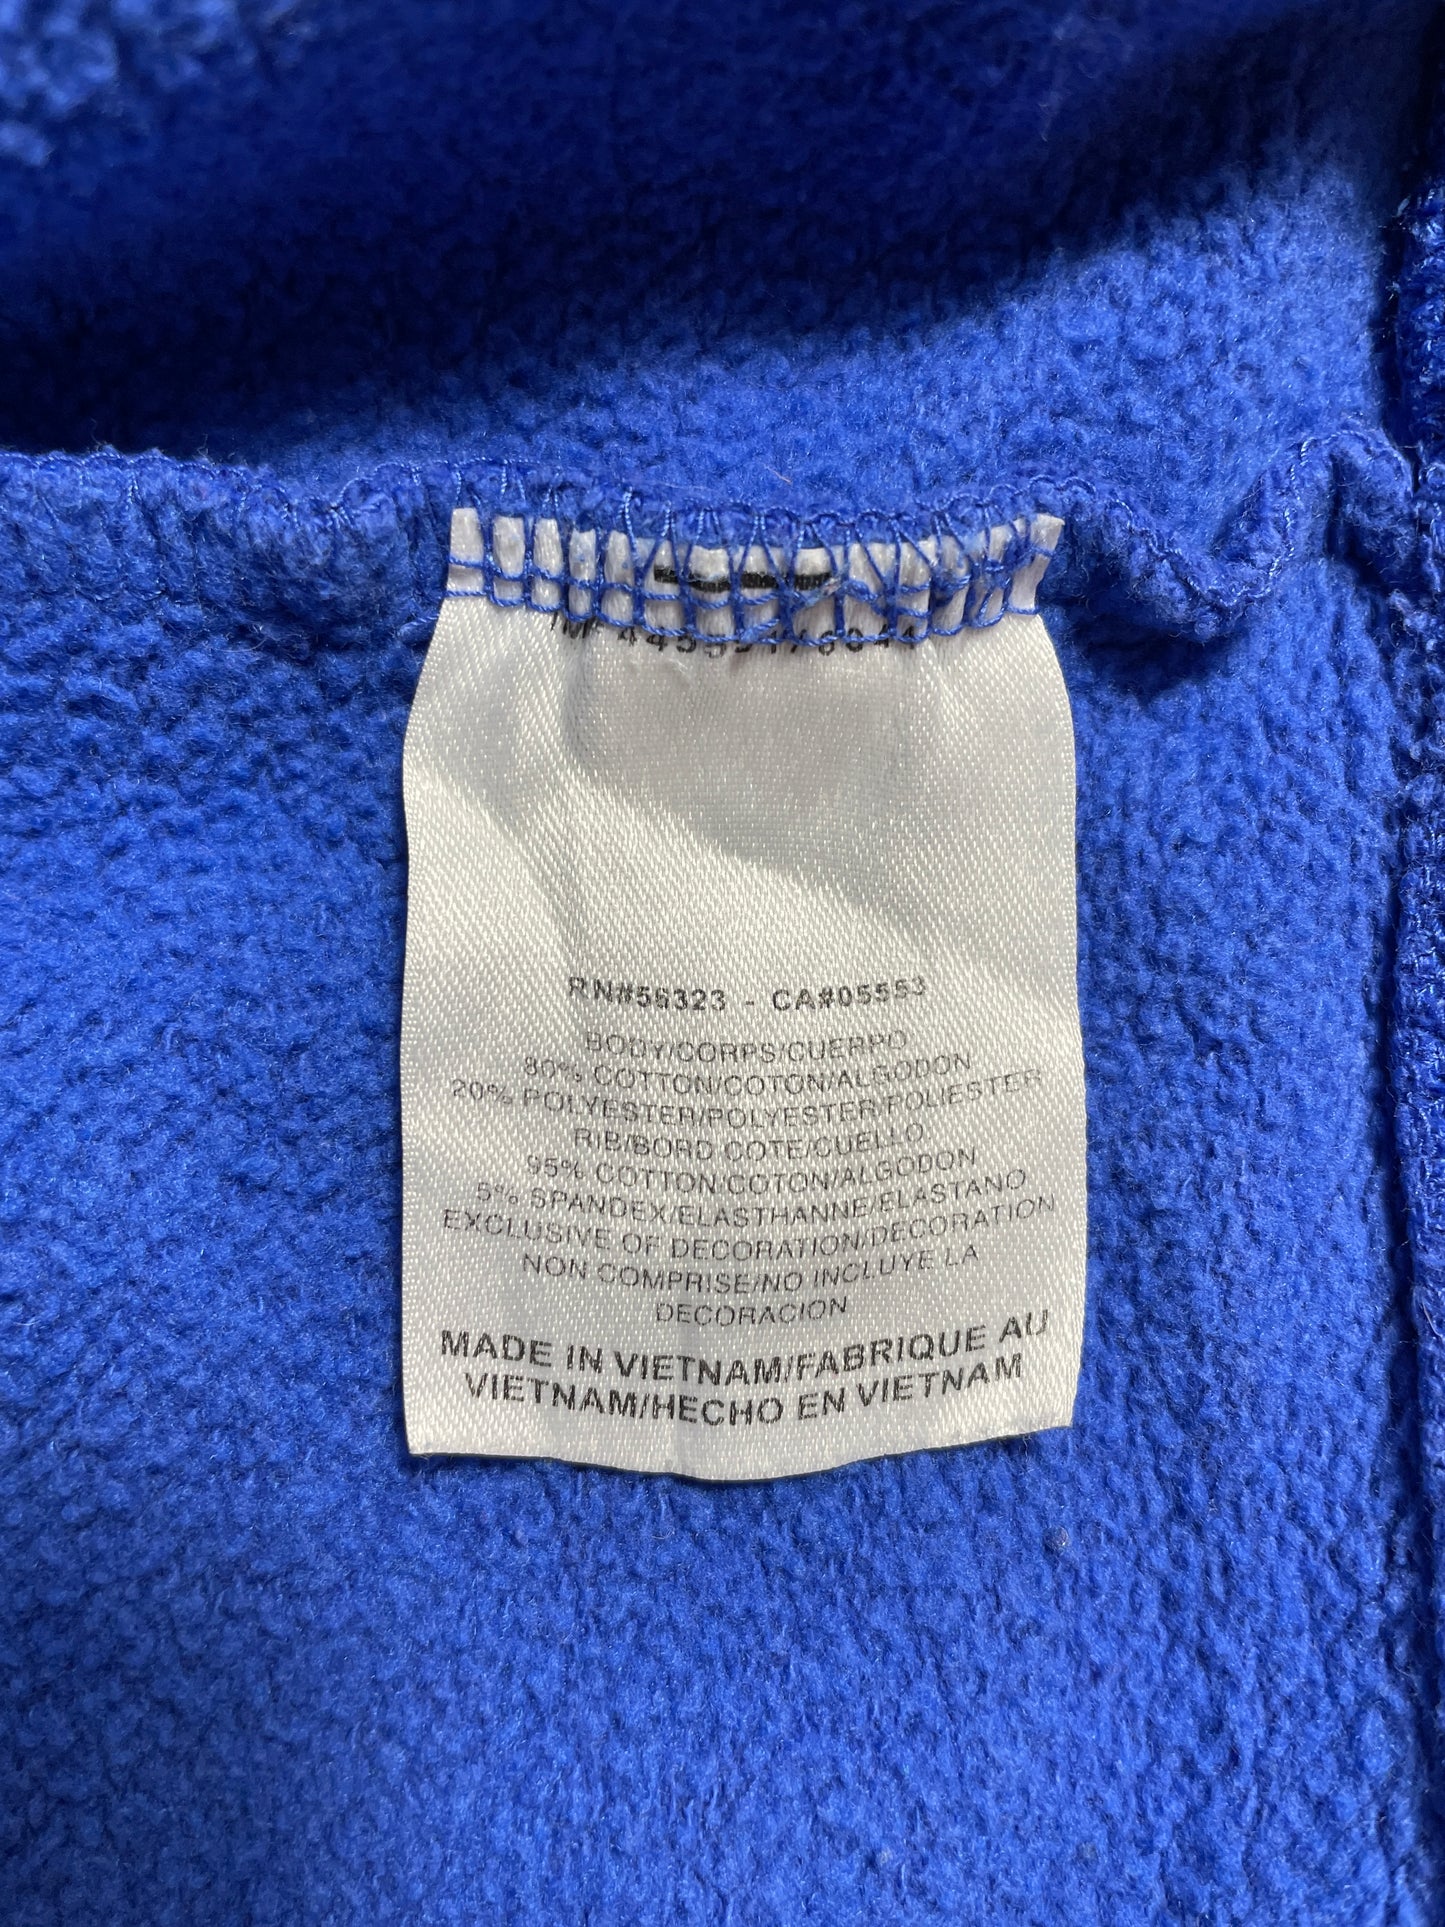 RN#56323 - CA#05553
BODY/CORPS/CUERPO
80% COTTON/COTON/ALGODON
20% POLYESTER/POLYESTER/POLIESTER
RIB/BORD COTE/CUELLO
95% COTTON/COTON/ALGODON
5% SPANDEX/ELASTHANNE/ELASTANO
EXCLUSIVE OF DECORATION/DECORATION
NON COMPRISE/NO INCLUYE LA
DECORACION
MADE IN VIETNAM/FABRIQUE AU
VIETNAM/HECHO EN VIETNAM